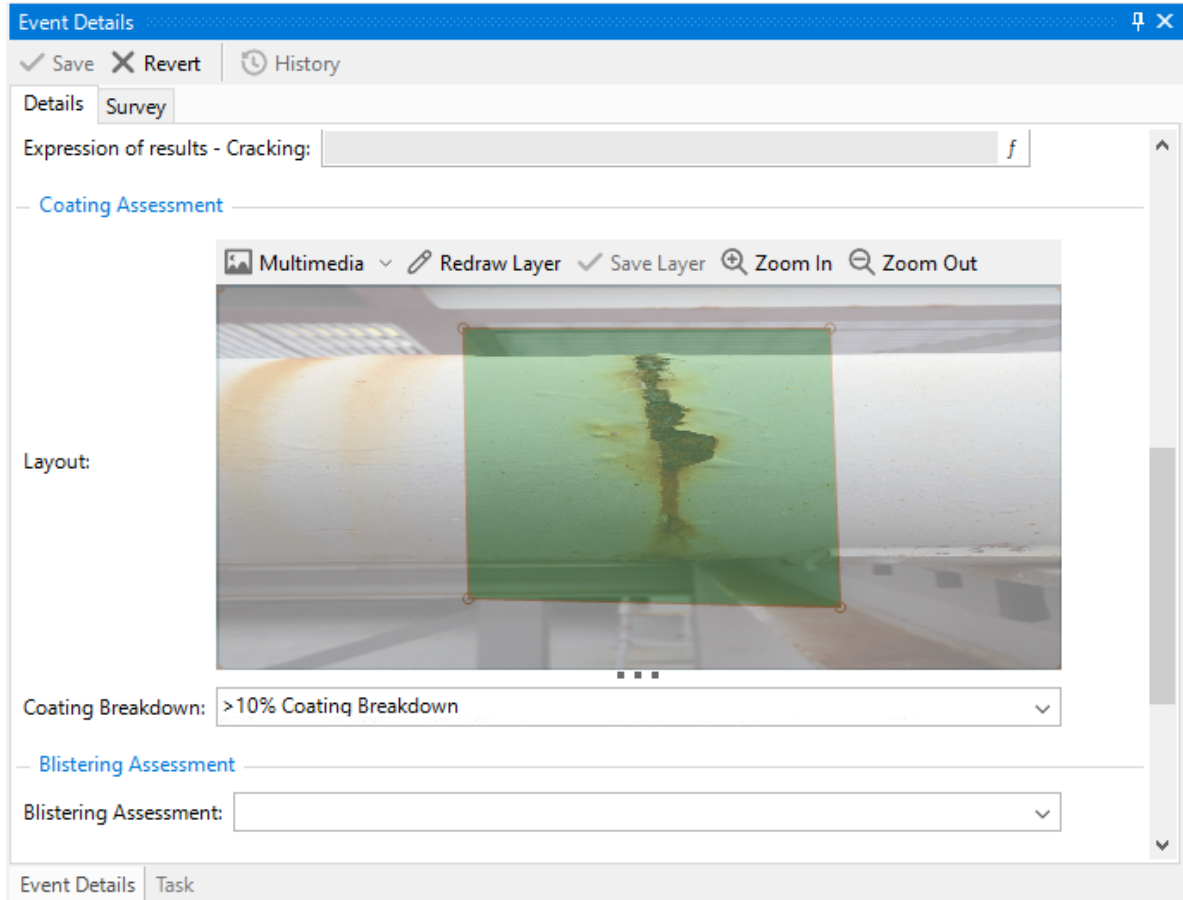 Event Details
Save Revert History
Details Survey
Expression of results - Cracking: f
Coating Assessment
Multimedia Redraw Layer Save Layer Zoom In Zoom Out
Layout:
Coating Breakdown: >10% Coating Breakdown
Blistering Assessment
Blistering Assessment:
Event Details Task